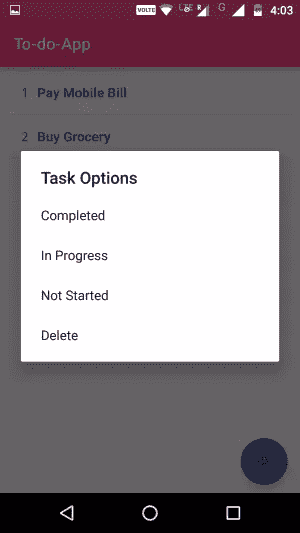 VOLTE LTE R G 4:03
To-do-App
1 Pay Mobile Bill
2 Buy Grocery
Task Options
Completed
In Progress
Not Started
Delete